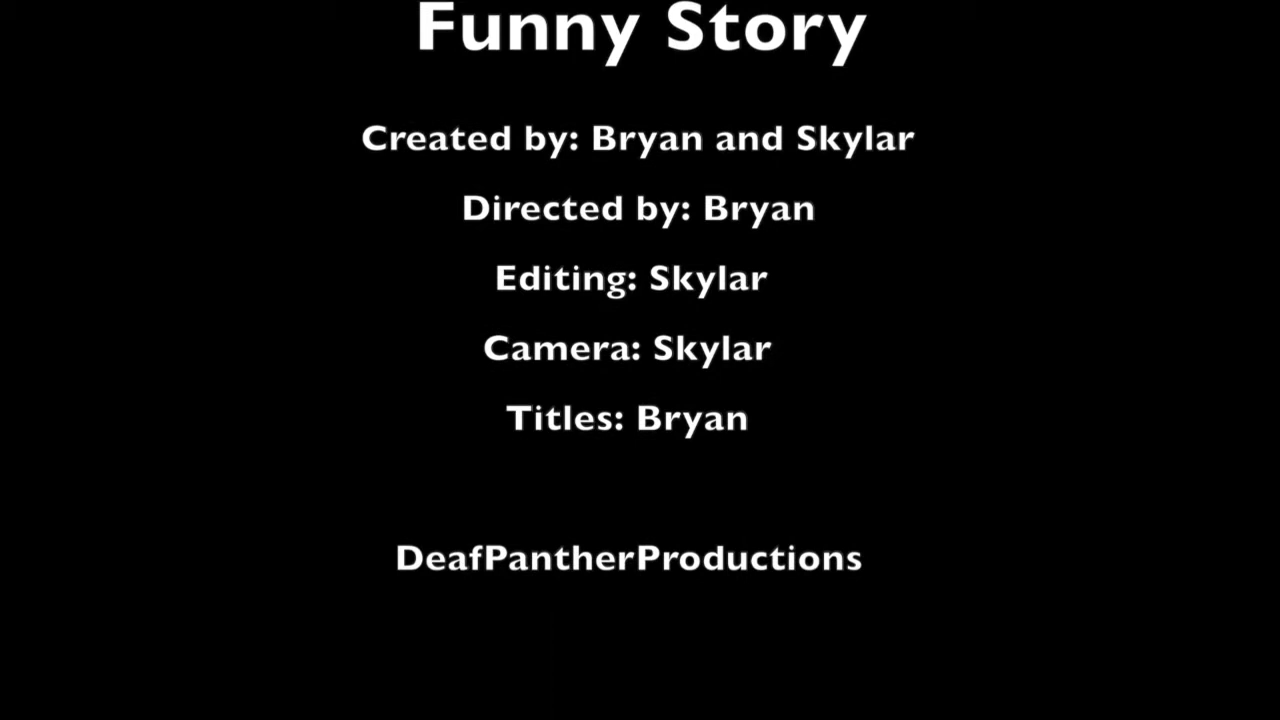 Funny Story
Created by: Bryan and Skylar
Directed by: Bryan
Editing: Skylar
Camera: Skylar
Titles: Bryan
DeafPantherProductions